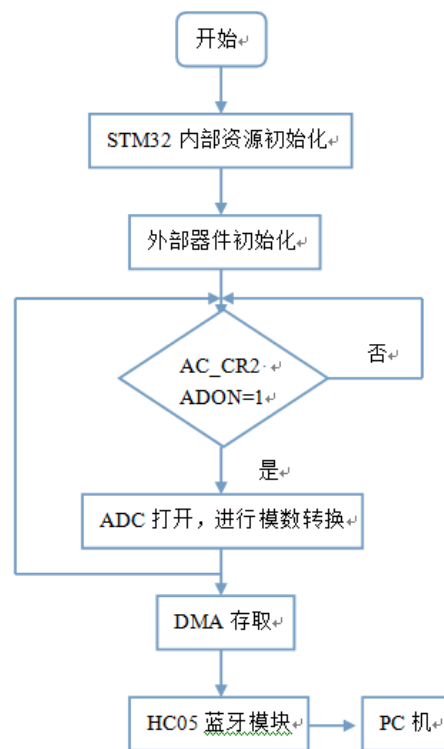 开始
STM32 内部资源初始化
外部器件初始化
AC_CR2
ADON=1
否
是
ADC 打开，进行模数转换
DMA 存取
HC05 蓝牙模块
PC 机